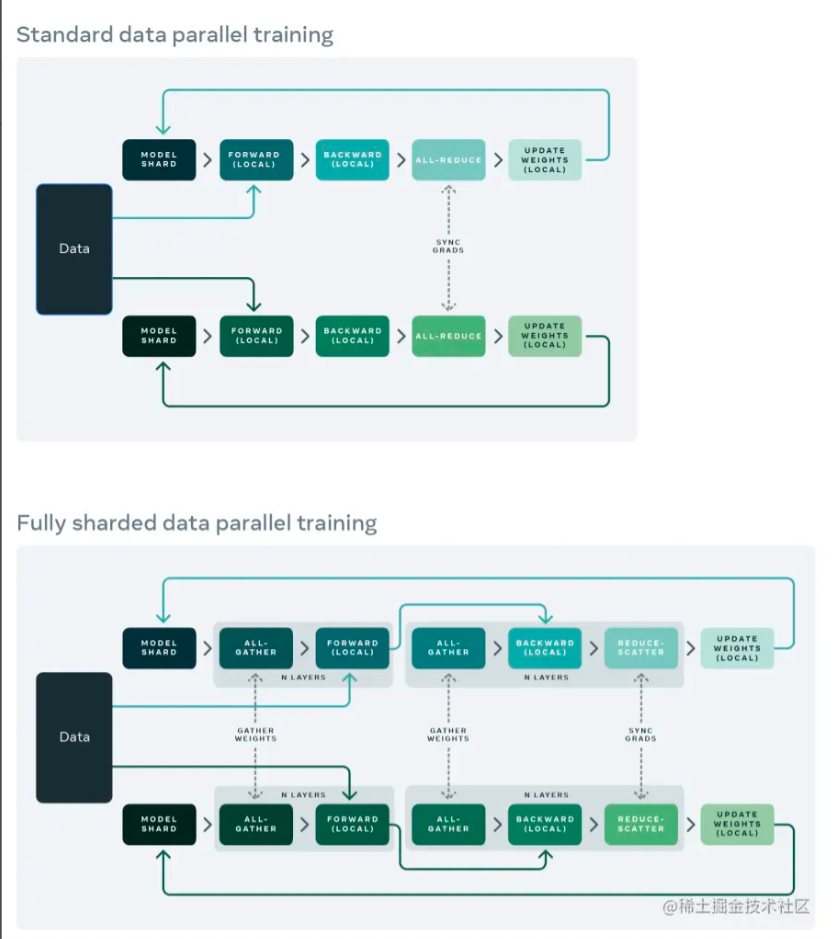 Standard data parallel training
MODEL
SHARD
FORWARD
(LOCAL)
BACKWARD
(LOCAL)
ALL-REDUCE
UPDATE
WEIGHTS
(LOCAL)
Data
SYNC
GRADS
MODEL
SHARD
FORWARD
(LOCAL)
BACKWARD
(LOCAL)
ALL-REDUCE
UPDATE
WEIGHTS
(LOCAL)
Fully sharded data parallel training
MODEL
SHARD
ALL-
GATHER
FORWARD
(LOCAL)
N LAYERS
ALL-
GATHER
BACKWARD
(LOCAL)
REDUCE-
SCATTER
N LAYERS
UPDATE
WEIGHTS
(LOCAL)
Data
GATHER
WEIGHTS
GATHER
WEIGHTS
SYNC
GRADS
MODEL
SHARD
N LAYERS
ALL-
GATHER
FORWARD
(LOCAL)
N LAYERS
ALL-
GATHER
BACKWARD
(LOCAL)
REDUCE-
SCATTER
UPDATE
WEIGHTS
(LOCAL)
@稀土掘金技术社区